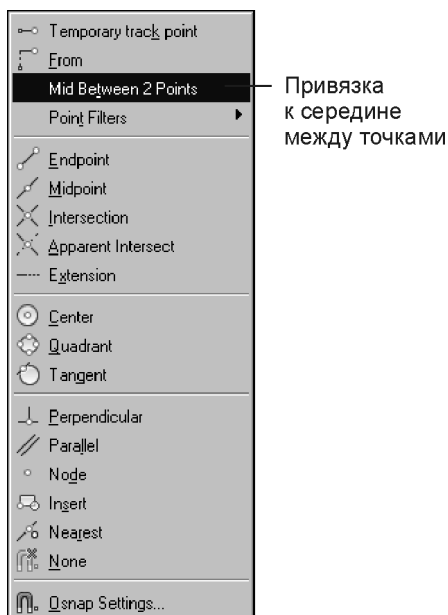 Temporary track point
From
Mid Between 2 Points
Point Filters
Endpoint
Midpoint
Intersection
Apparent Intersect
Extension
Center
Quadrant
Tangent
Perpendicular
Parallel
Node
Insert
Nearest
None
Osnap Settings...
Привязка
к середине
между точками